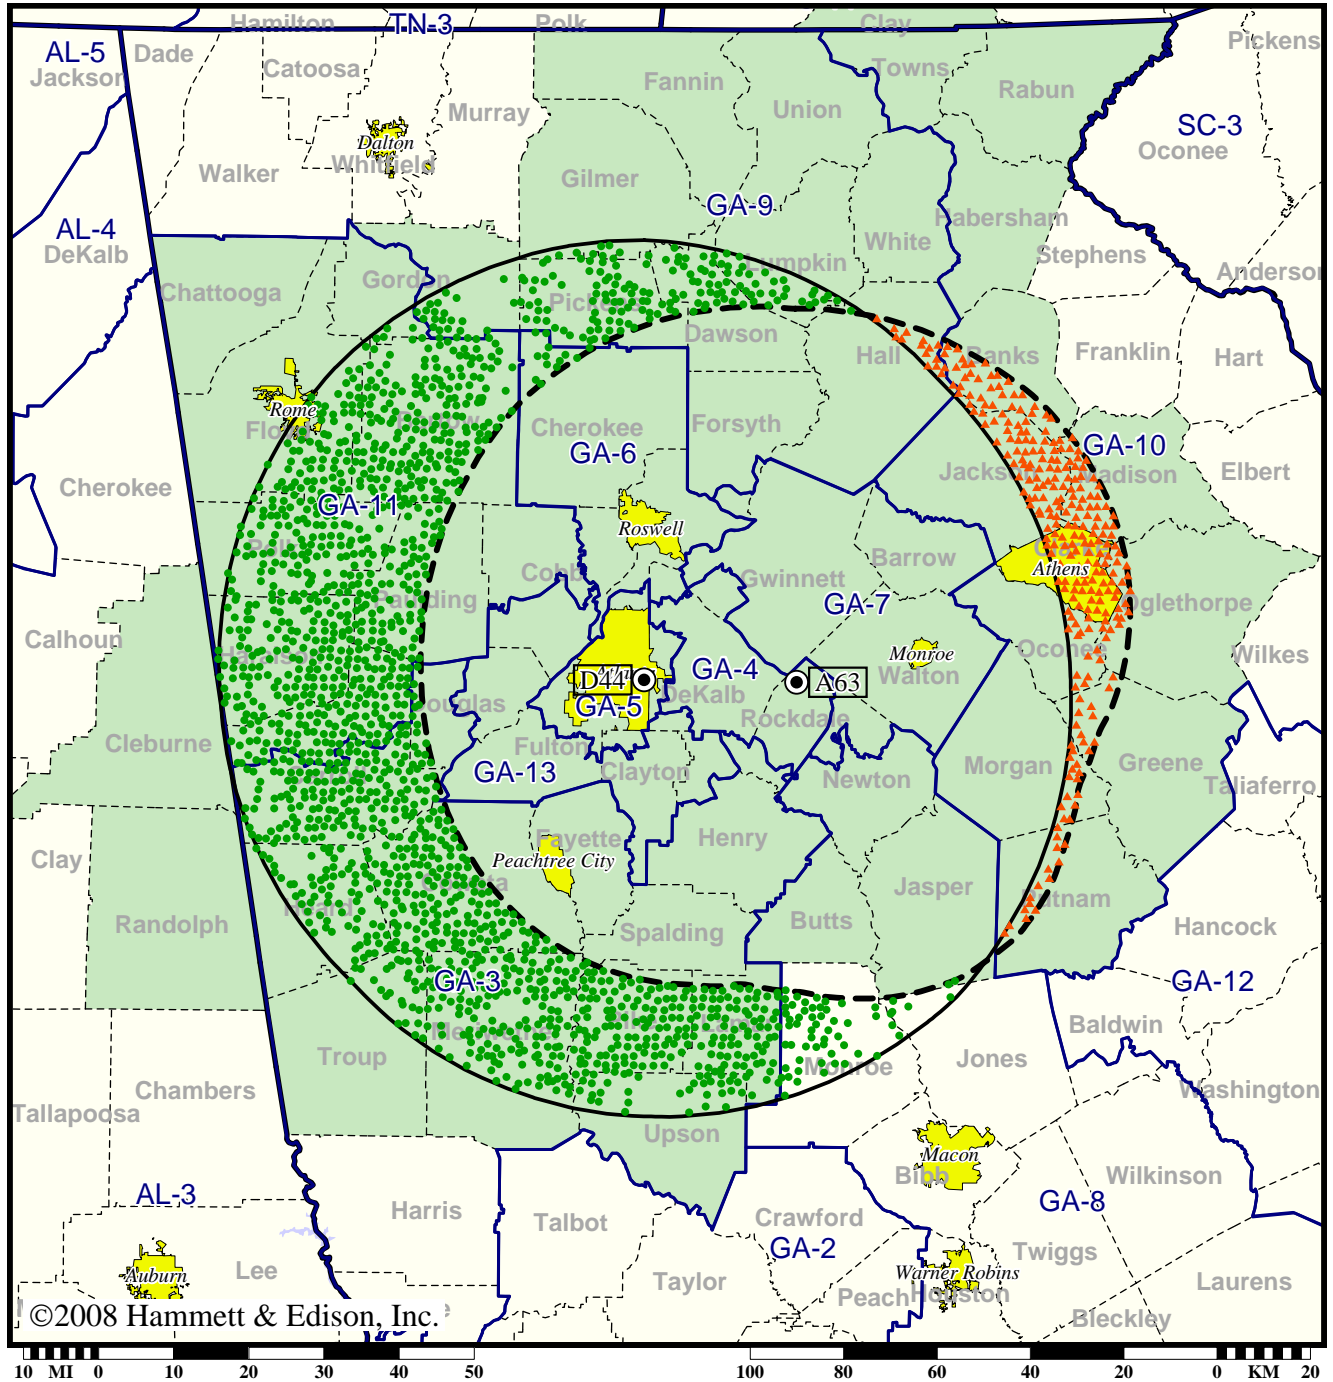 Hamilton
TN-3
Polk
Clay
Pickens
AL-5
Dade
Jackson
Catoosa
Towns
Fannin
Rabun
Murray
Union
SC-3
Dalton
Oconee
Whitfield
Walker
Gilmer
GA-9
Habersham
AL-4
DeKalb
White
Stephens
Lumpkin
Anderson
Gordon
Chattooga
Pickens
Dawson
Hall
Banks
Franklin
Hart
Rome
Floyd
Cherokee
Forsyth
GA-6
GA-10
Jackson
Madison
Elbert
Cherokee
GA-11
Roswell
Polk
Barrow
Cobb
Gwinnett
Athens
Paulding
GA-7
Oglethorpe
Calhoun
Haralson
Monroe
Oconee
Wilkes
GA-4
Walton
D44
A63
DeKalb
GA-5
Douglas
Rockdale
Cleburne
Fulton
GA-13
Clayton
Newton
Morgan
Greene
Taliaferro
Fayette
Henry
Clay
Peachtree City
Coweta
Jasper
Putnam
Heard
Randolph
Spalding
Butts
Hancock
GA-3
GA-12
Meriwether
Pike
Lamar
Baldwin
Troup
Monroe
Jones
Chambers
Washington
Tallapoosa
Upson
Macon
Bibb
Wilkinson
AL-3
GA-8
Harris
Talbot
Crawford
GA-2
Twiggs
Auburn
Lee
Warner Robins
Taylor
Peach
Houston
Laurens
©2008 Hammett & Edison, Inc.
Bleckley
10 MI 0 10 20 30 40 50 100 80 60 40 20 0 KM 20